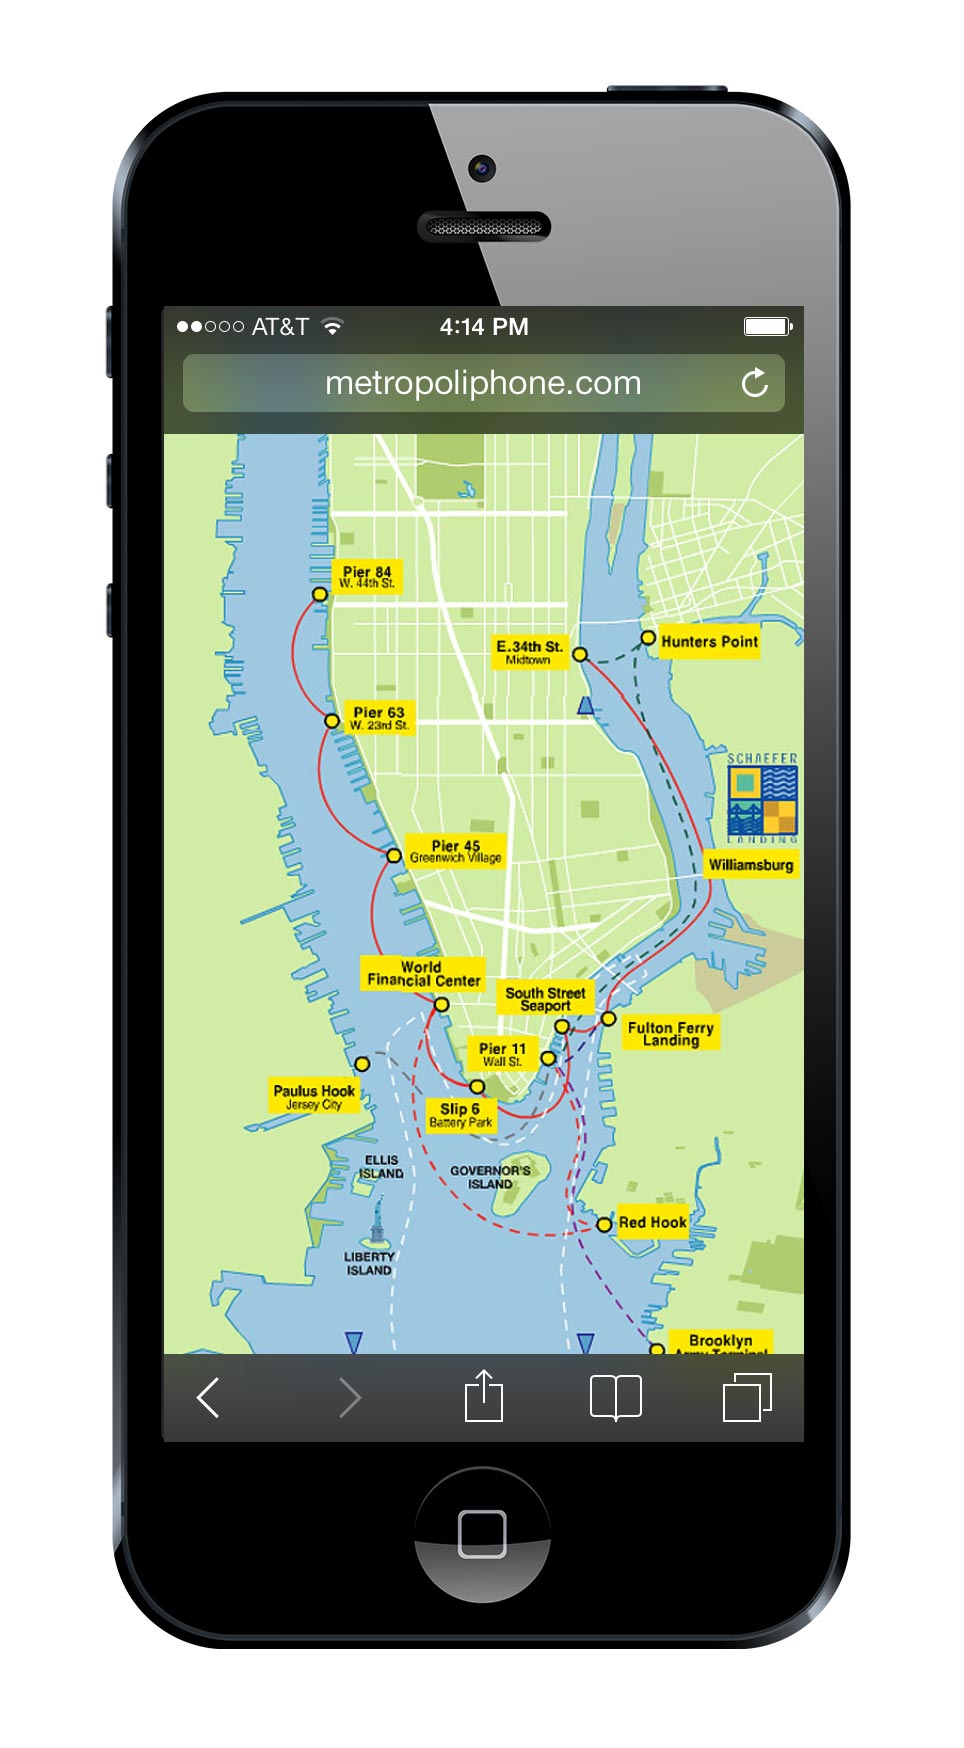 AT&T
4:14 PM
metropoliphone.com
Pier 84
W. 44th St.
E.34th St.
Midtown
Hunters Point
Pier 63
W. 23rd St.
SCHAEFER
LANDING
Williamsburg
Pier 45
Greenwich Village
World
Financial Center
South Street
Seaport
Fulton Ferry
Landing
Pier 11
Wall St.
Paulus Hook
Jersey City
Slip 6
Battery Park
ELLIS
ISLAND
GOVERNOR'S
ISLAND
Red Hook
LIBERTY
ISLAND
Brooklyn
Army Terminal